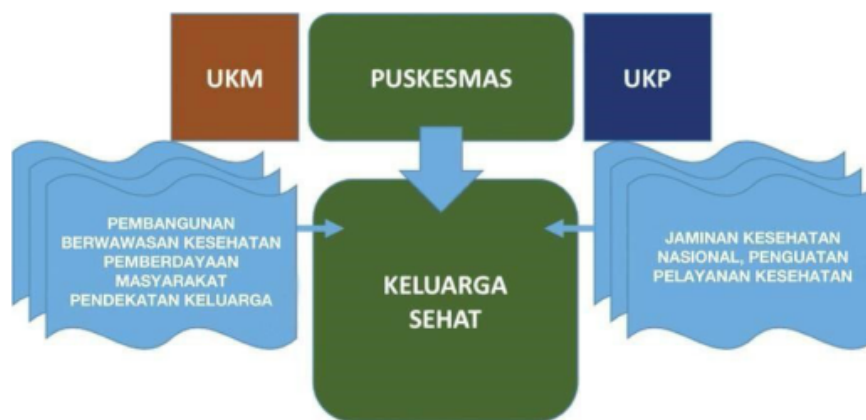 UKM
PUSKESMAS
UKP
PEMBANGUNAN
BERWAWASAN KESEHATAN
PEMBERDAYAAN
MASYARAKAT
PENDEKATAN KELUARGA
KELUARGA
SEHAT
JAMINAN KESEHATAN
NASIONAL, PENGUATAN
PELAYANAN KESEHATAN